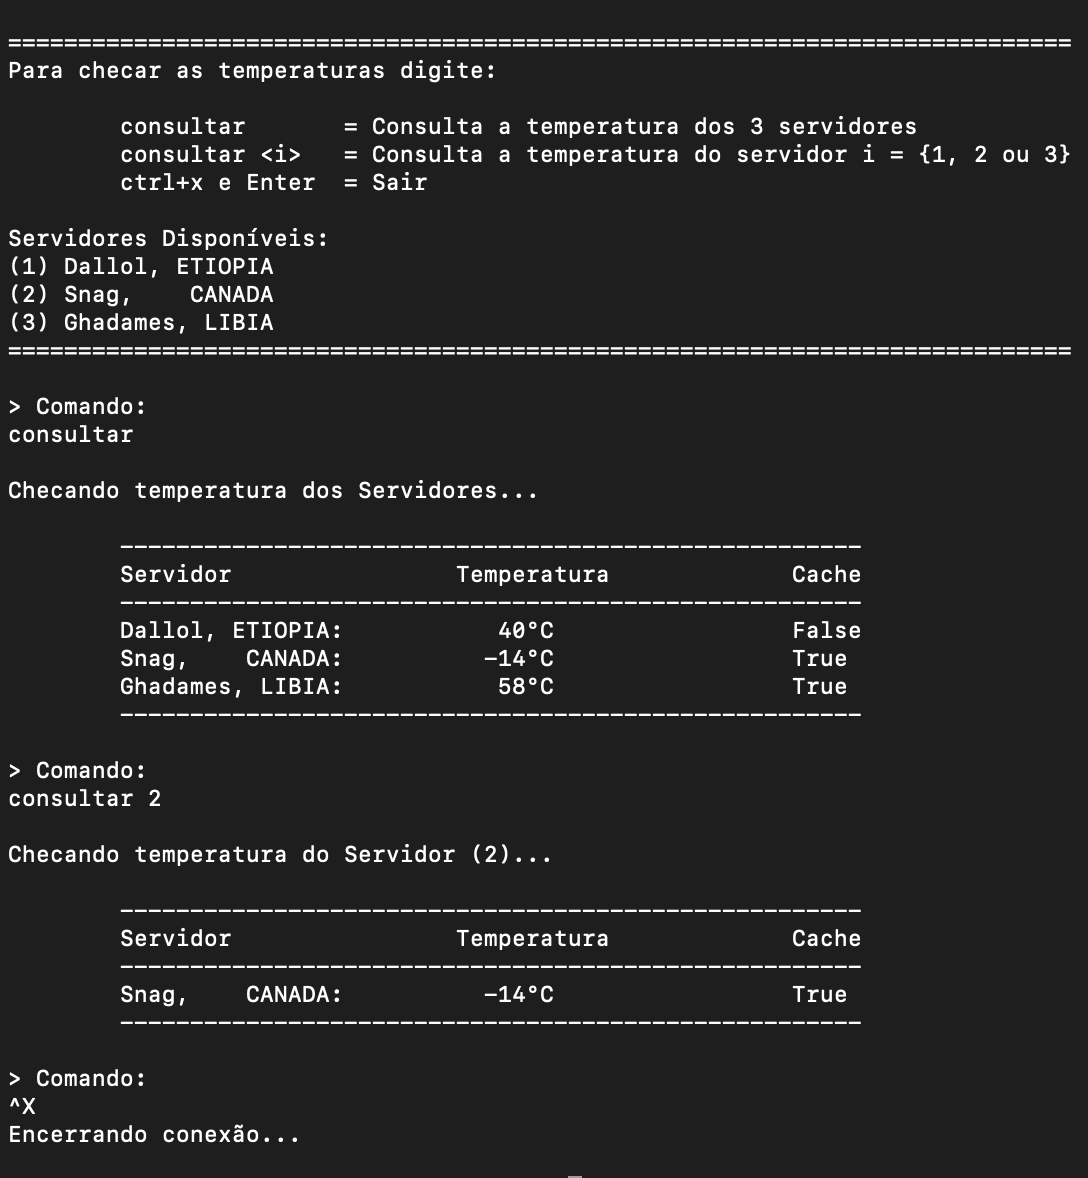 ============================================================================
Para checar as temperaturas digite:
        consultar       = Consulta a temperatura dos 3 servidores
        consultar <i>   = Consulta a temperatura do servidor i = {1, 2 ou 3}
        ctrl+x e Enter  = Sair
Servidores Disponíveis:
(1) Dallol, ETIOPIA
(2) Snag,    CANADA
(3) Ghadames, LIBIA
============================================================================
> Comando:
consultar
Checando temperatura dos Servidores...
        -----------------------------------------------------
        Servidor                Temperatura             Cache
        -----------------------------------------------------
        Dallol, ETIOPIA:           40°C                 False
        Snag,    CANADA:          -14°C                 True
        Ghadames, LIBIA:           58°C                 True
        -----------------------------------------------------
> Comando:
consultar 2
Checando temperatura do Servidor (2)...
        -----------------------------------------------------
        Servidor                Temperatura             Cache
        -----------------------------------------------------
        Snag,    CANADA:          -14°C                 True
        -----------------------------------------------------
> Comando:
^X
Encerrando conexão...